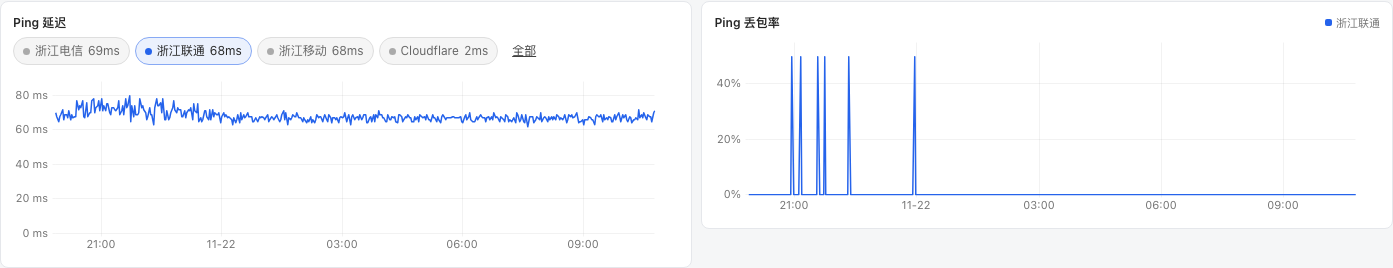 Ping 延迟
浙江电信 69ms 浙江联通 68ms 浙江移动 68ms Cloudflare 2ms 全部
80 ms
60 ms
40 ms
20 ms
0 ms
21:00 11-22 03:00 06:00 09:00
Ping 丢包率
浙江联通
40%
20%
0%
21:00 11-22 03:00 06:00 09:00